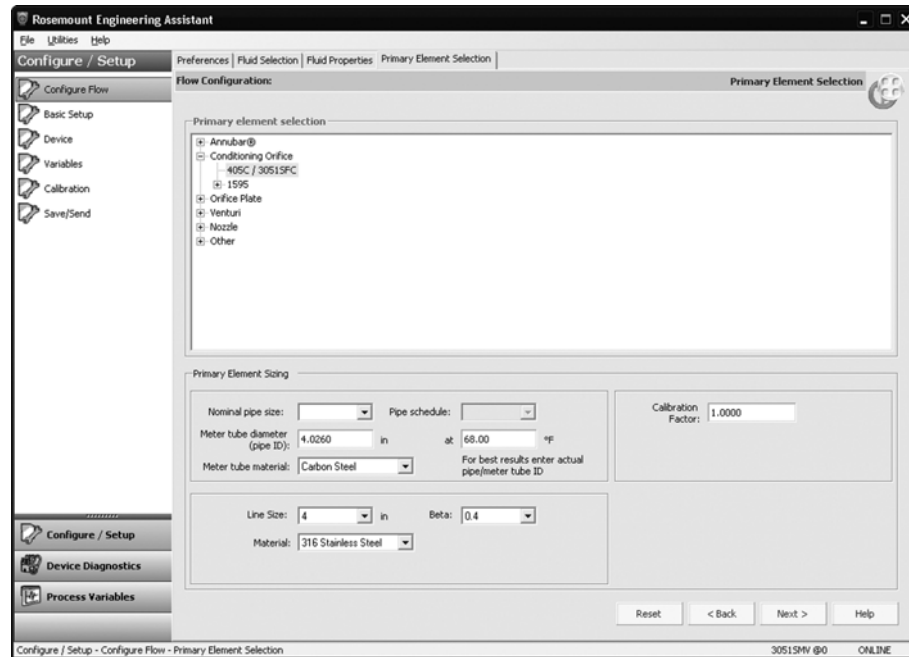 Rosemount Engineering Assistant
File Utilities Help
Configure / Setup
Preferences Fluid Selection Fluid Properties Primary Element Selection
Configure Flow
Basic Setup
Device
Variables
Calibration
Save/Send
Flow Configuration:
Primary Element Selection
Primary element selection
Annubar®
Conditioning Orifice
405C / 3051SFC
1595
Orifice Plate
Venturi
Nozzle
Other
Primary Element Sizing
Nominal pipe size: Pipe schedule:
Meter tube diameter (pipe ID): 4.0260 in at 68.00 °F
Meter tube material: Carbon Steel
For best results enter actual
pipe/meter tube ID
Calibration
Factor: 1.0000
Line Size: 4 in Beta: 0.4
Material: 316 Stainless Steel
Configure / Setup
Device Diagnostics
Process Variables
Reset < Back Next > Help
Configure / Setup - Configure Flow - Primary Element Selection 3051SMV @0 ONLINE